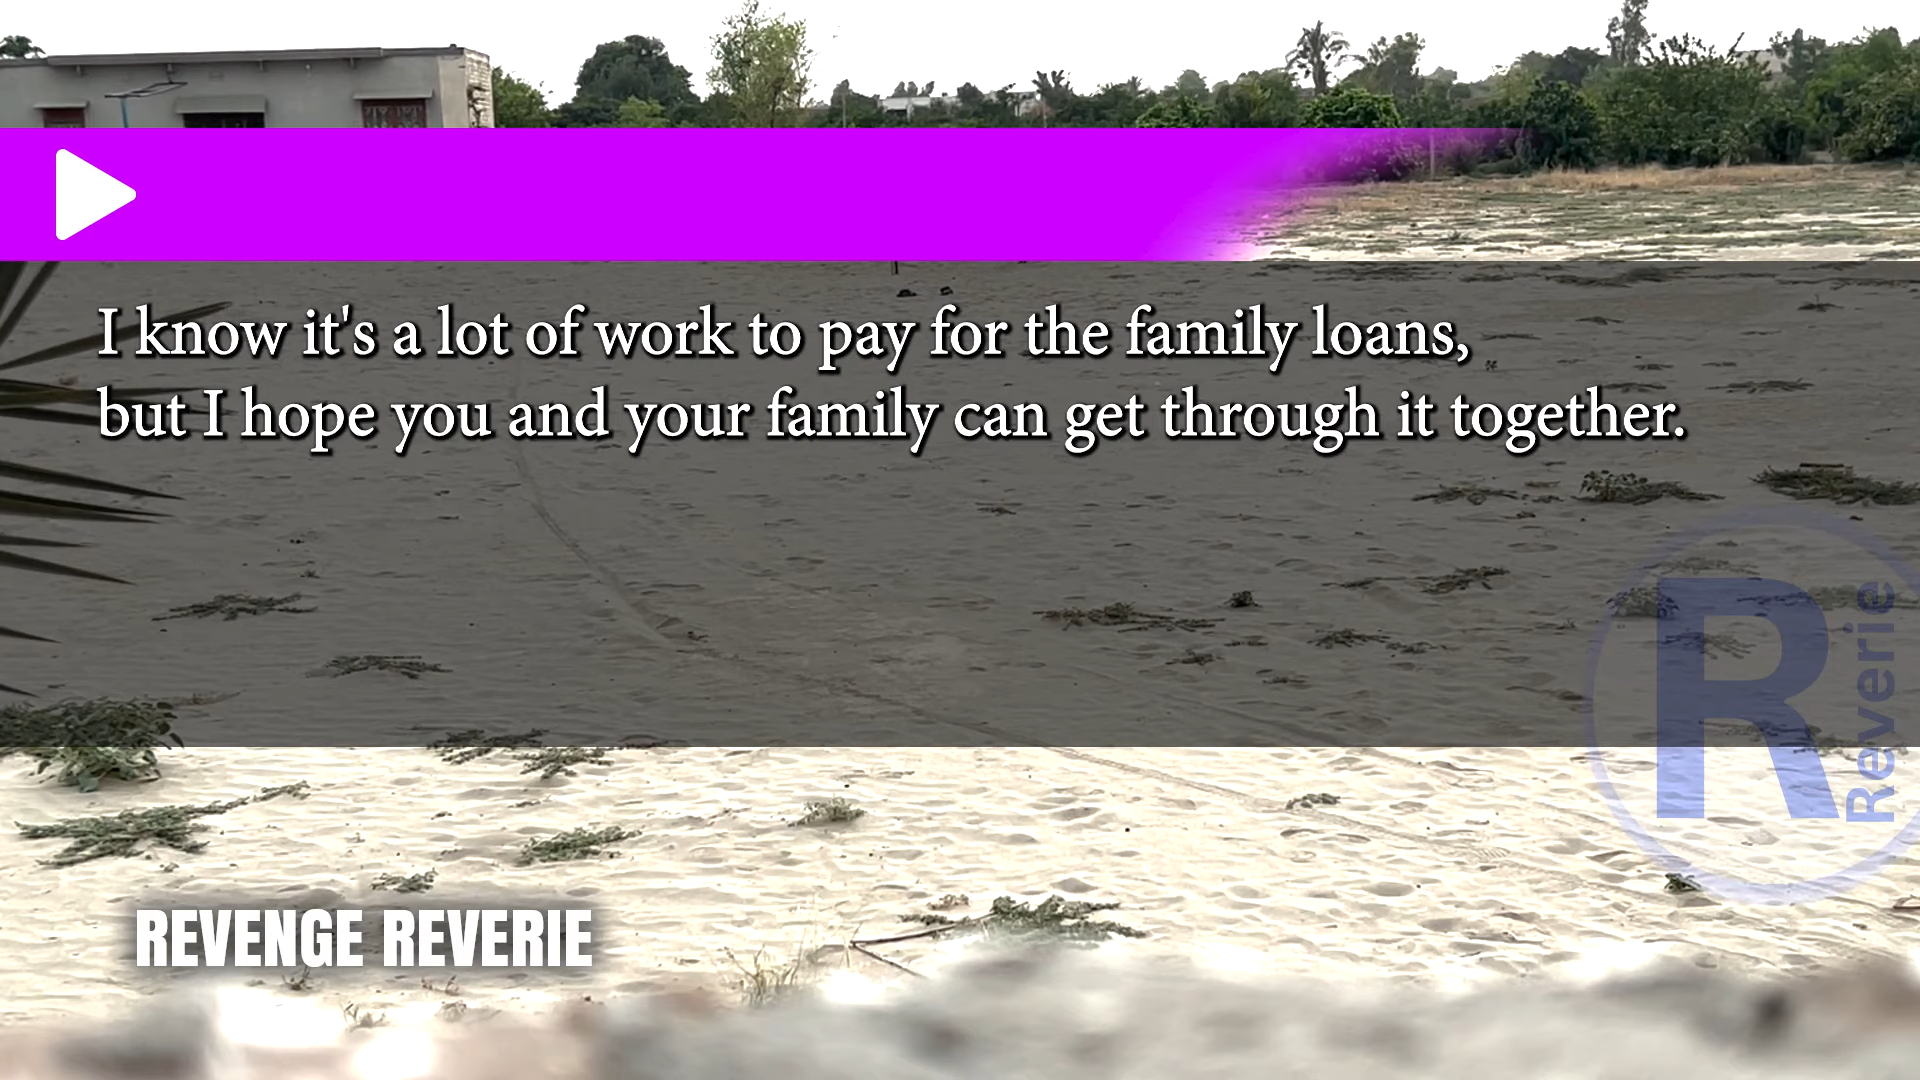 I know it's a lot of work to pay for the family loans,
but I hope you and your family can get through it together.
R
Reverie
REVENGE REVERIE